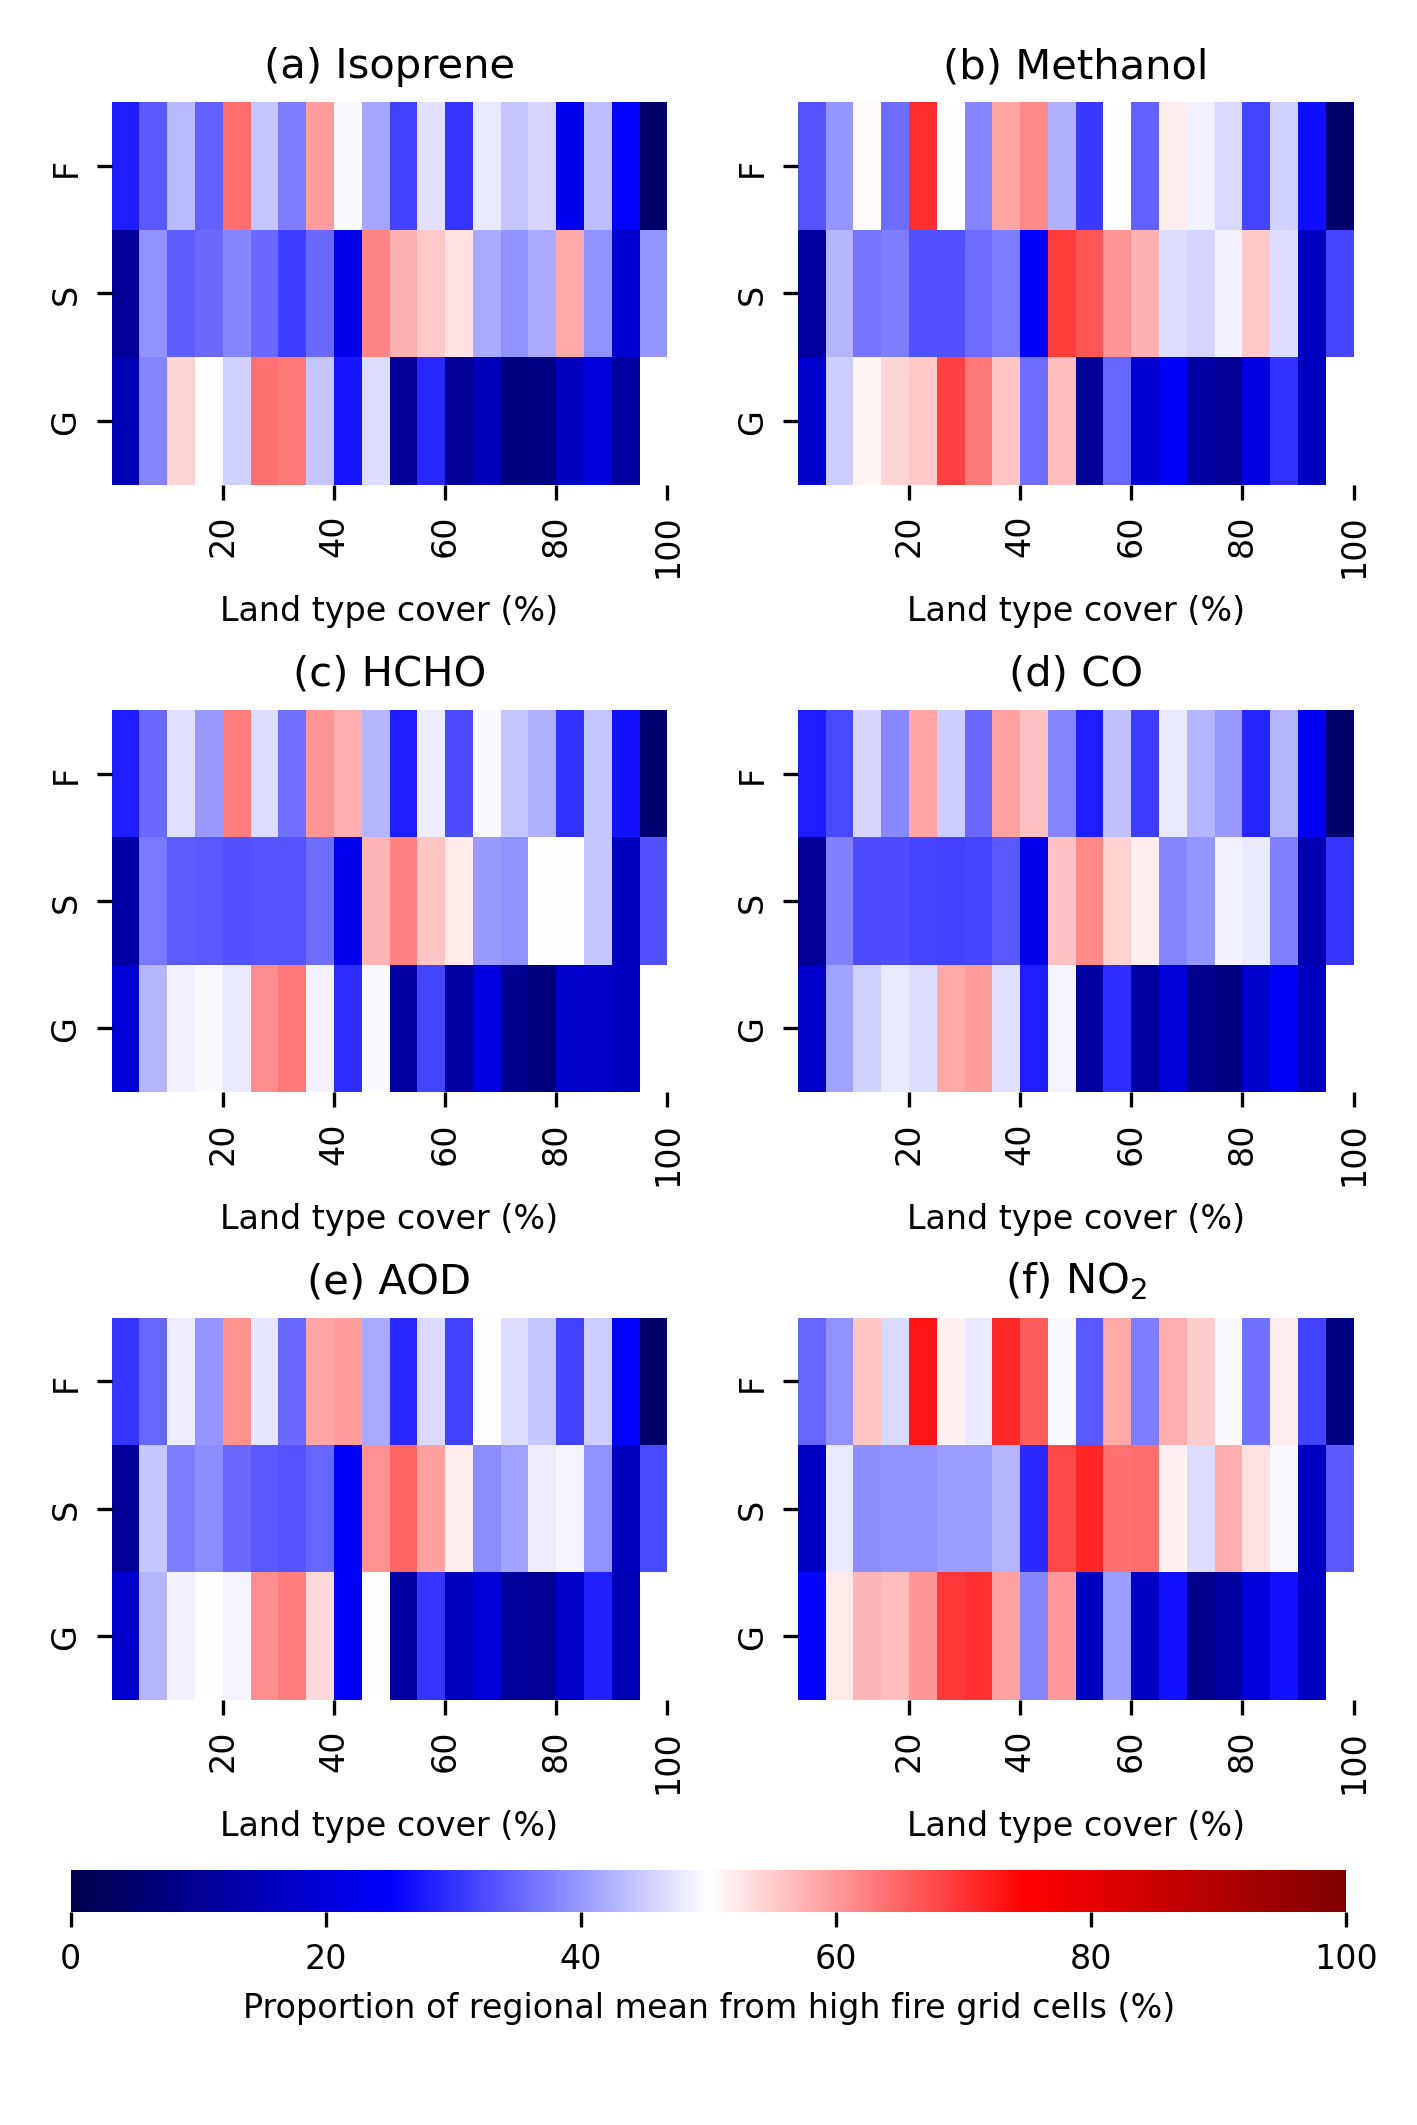 (a) Isoprene
(b) Methanol
F
S
G
F
S
G
20
40
60
80
100
20
40
60
80
100
Land type cover (%)
Land type cover (%)
(c) HCHO
(d) CO
F
S
G
F
S
G
20
40
60
80
100
20
40
60
80
100
Land type cover (%)
Land type cover (%)
(e) AOD
(f) NO₂
F
S
G
F
S
G
20
40
60
80
100
20
40
60
80
100
Land type cover (%)
Land type cover (%)
0
20
40
60
80
100
Proportion of regional mean from high fire grid cells (%)